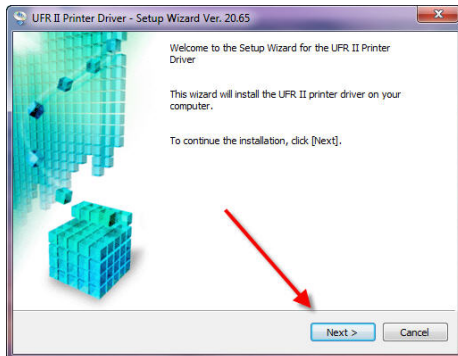 UFR II Printer Driver - Setup Wizard Ver. 20.65
Welcome to the Setup Wizard for the UFR II Printer
Driver
This wizard will install the UFR II printer driver on your
computer.
To continue the installation, click [Next].
Next >
Cancel